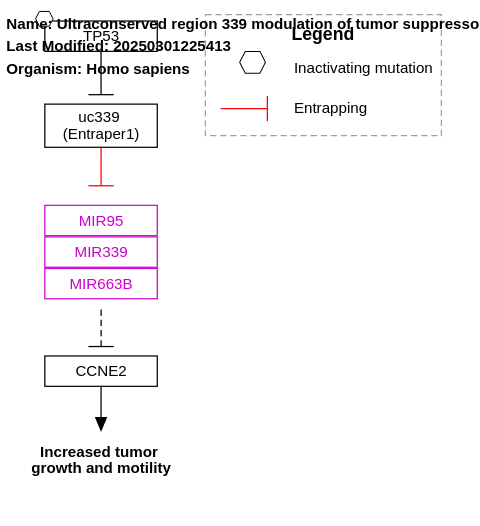 Name: Ultraconserved region 339 modulation of tumor suppresso
TP53
Last Modified: 20250301225413
Organism: Homo sapiens
Legend
Inactivating mutation
Entrapping
uc339
(Entraper1)
MIR95
MIR339
MIR663B
CCNE2
Increased tumor
growth and motility